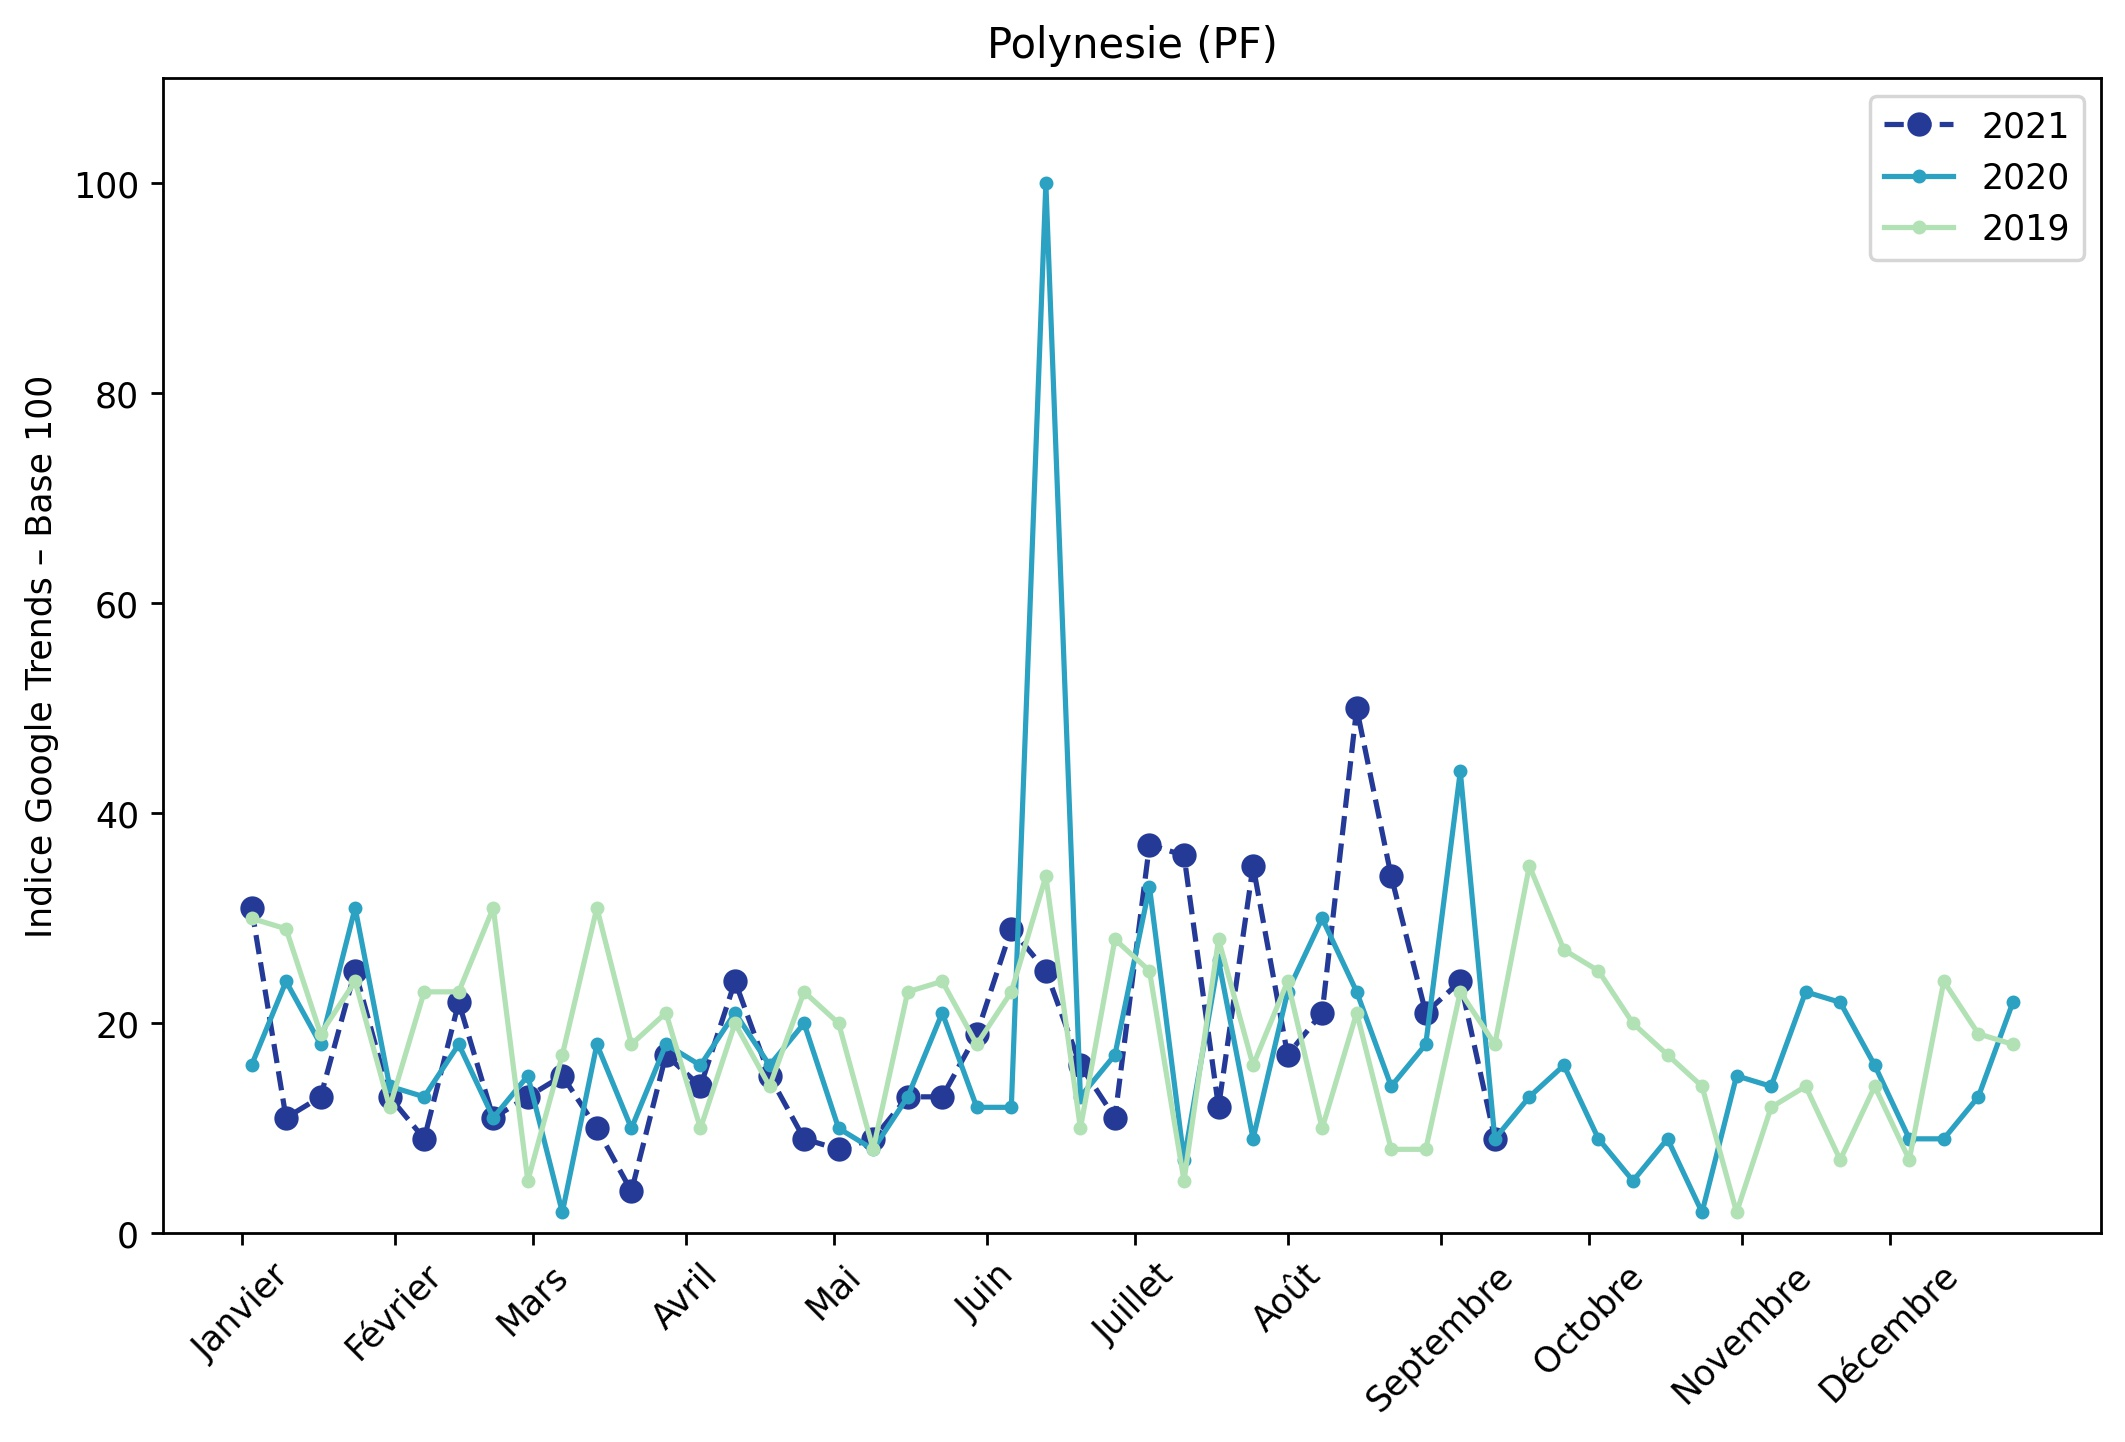 Polynesie (PF)
2021
2020
2019
Indice Google Trends – Base 100
100
80
60
40
20
0
Janvier
Février
Mars
Avril
Mai
Juin
Juillet
Août
Septembre
Octobre
Novembre
Décembre